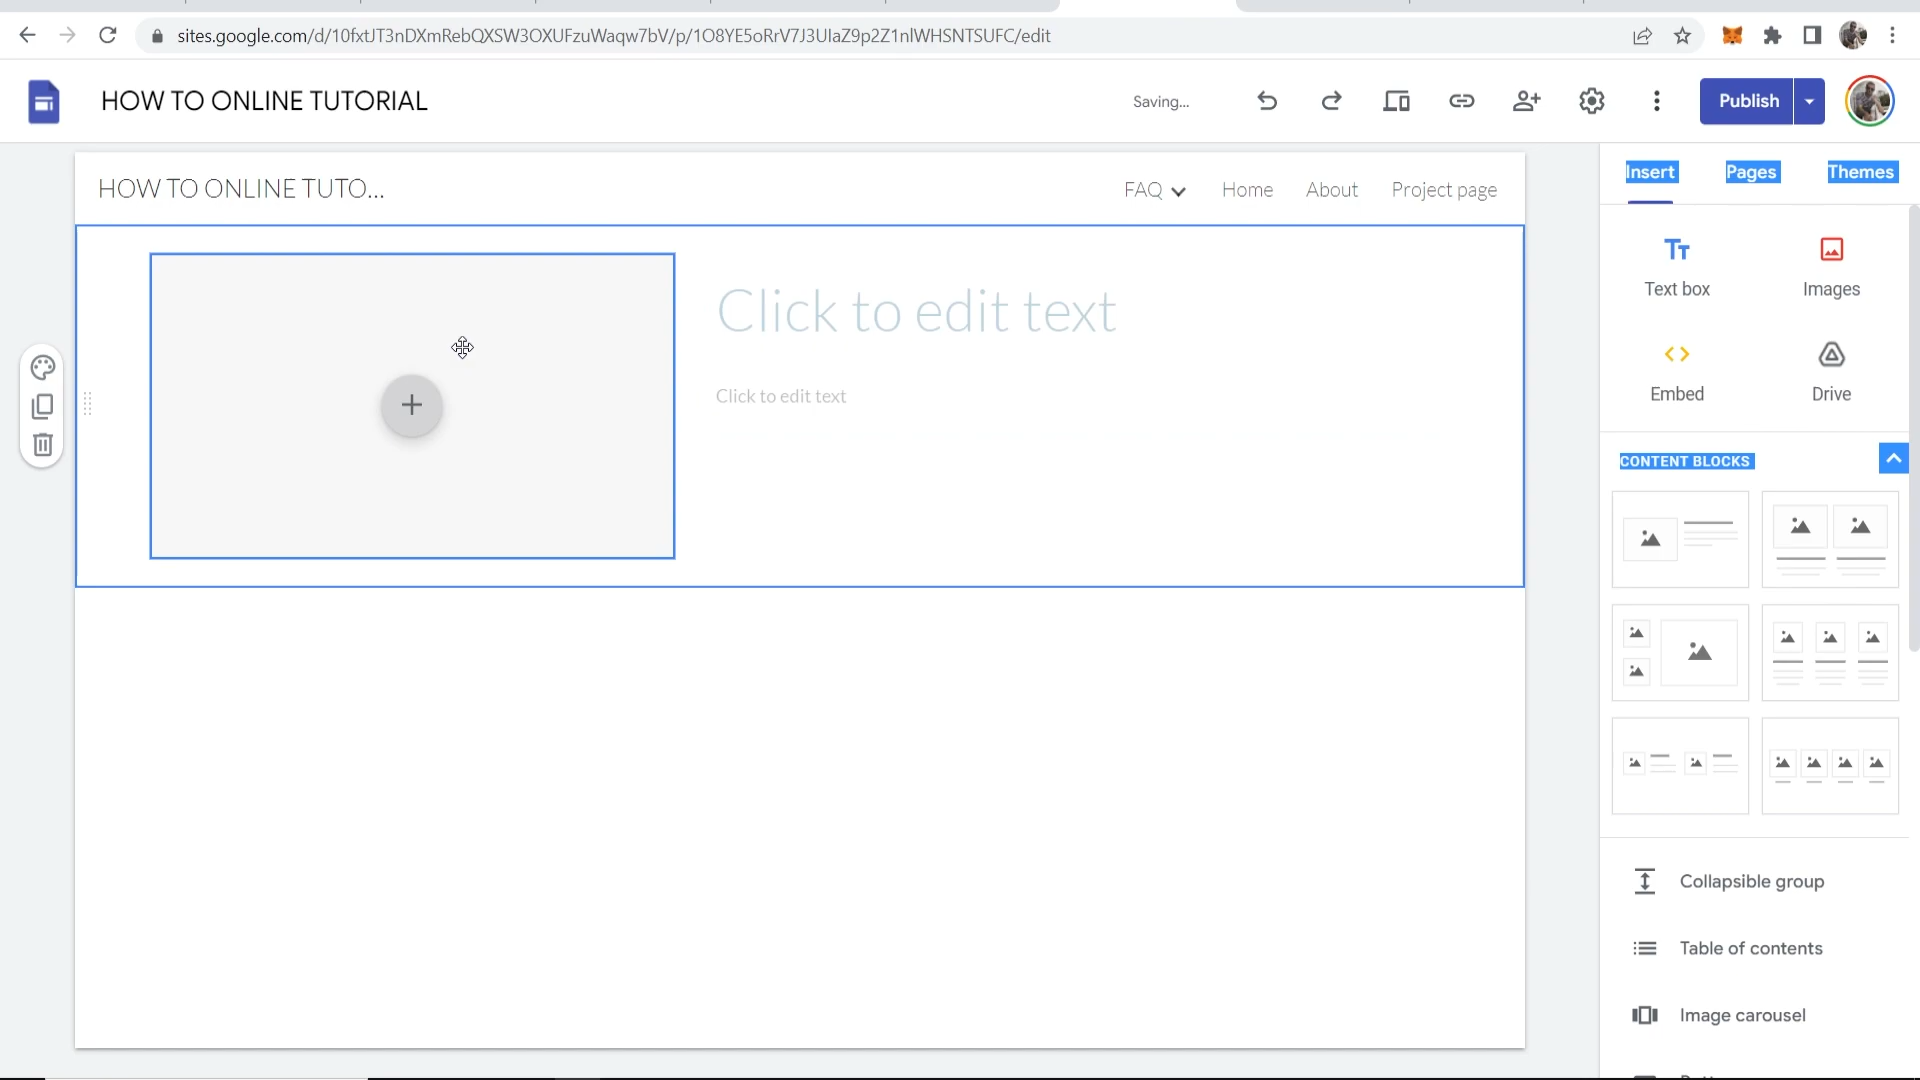 sites.google.com/d/10fxtJT3nDXmRebQXSW3OXUFzuWaqw7bV/p/1O8YE5oRrV7J3UIaZ9p2Z1nlWHSNTSUFC/edit
HOW TO ONLINE TUTORIAL
Saving...
Publish
HOW TO ONLINE TUTO...
FAQ
Home
About
Project page
Click to edit text
Click to edit text
Insert
Pages
Themes
Text box
Images
Embed
Drive
CONTENT BLOCKS
Collapsible group
Table of contents
Image carousel